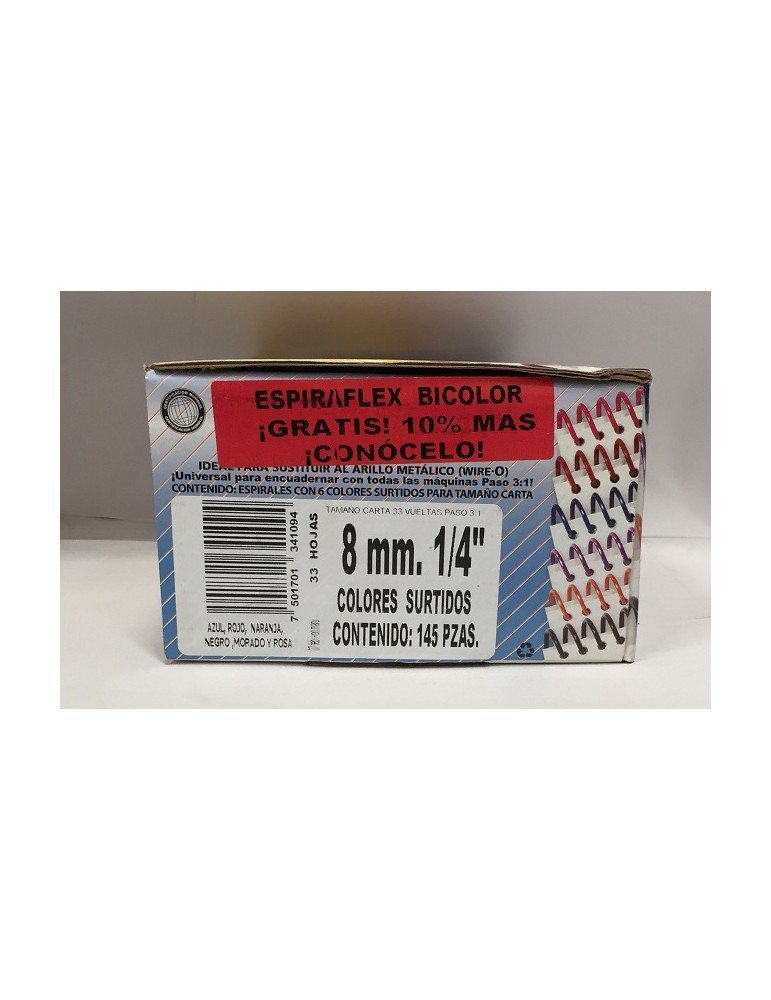 ESPIRAFLEX BICOLOR
¡GRATIS! 10% MAS
¡CONÓCELO!
IDEAL PARA SUSTITUIR AL ARILLO METÁLICO (WIRE-O)
¡Universal para encuadernar con todas las máquinas Paso 3:1!
CONTENIDO: ESPIRALES CON 6 COLORES SURTIDOS PARA TAMAÑO CARTA
TAMAÑO CARTA 33 VUELTAS PASO 3:1
7 501701 341094
33 HOJAS
8 mm. 1/4"
COLORES SURTIDOS
CONTENIDO: 145 PZAS.
AZUL, ROJO, NARANJA,
NEGRO ,MORADO Y ROSA